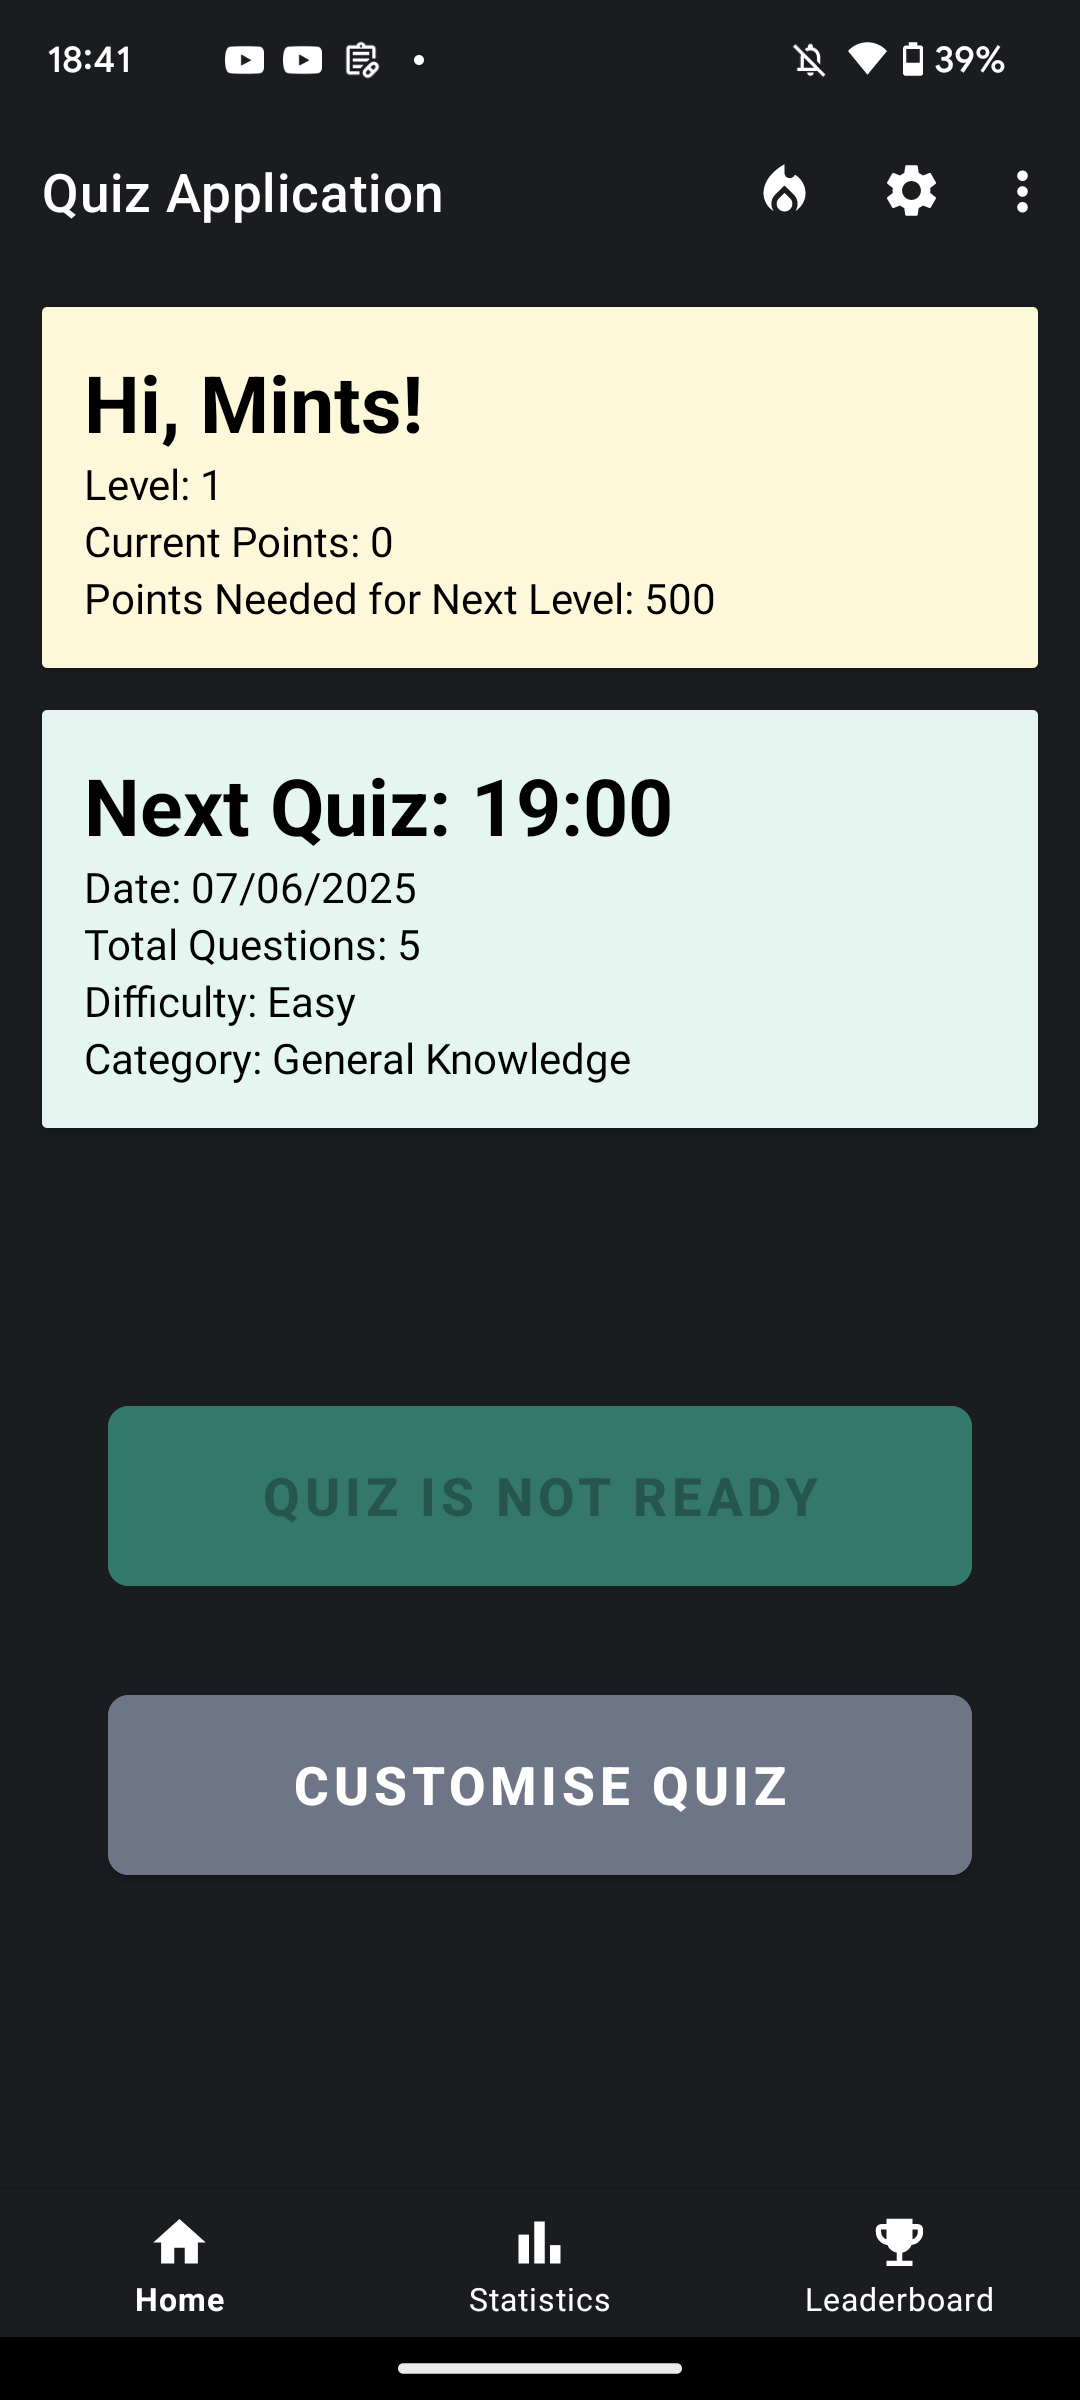 18:41
39%
Quiz Application
Hi, Mints!
Level: 1
Current Points: 0
Points Needed for Next Level: 500
Next Quiz: 19:00
Date: 07/06/2025
Total Questions: 5
Difficulty: Easy
Category: General Knowledge
QUIZ IS NOT READY
CUSTOMISE QUIZ
Home
Statistics
Leaderboard